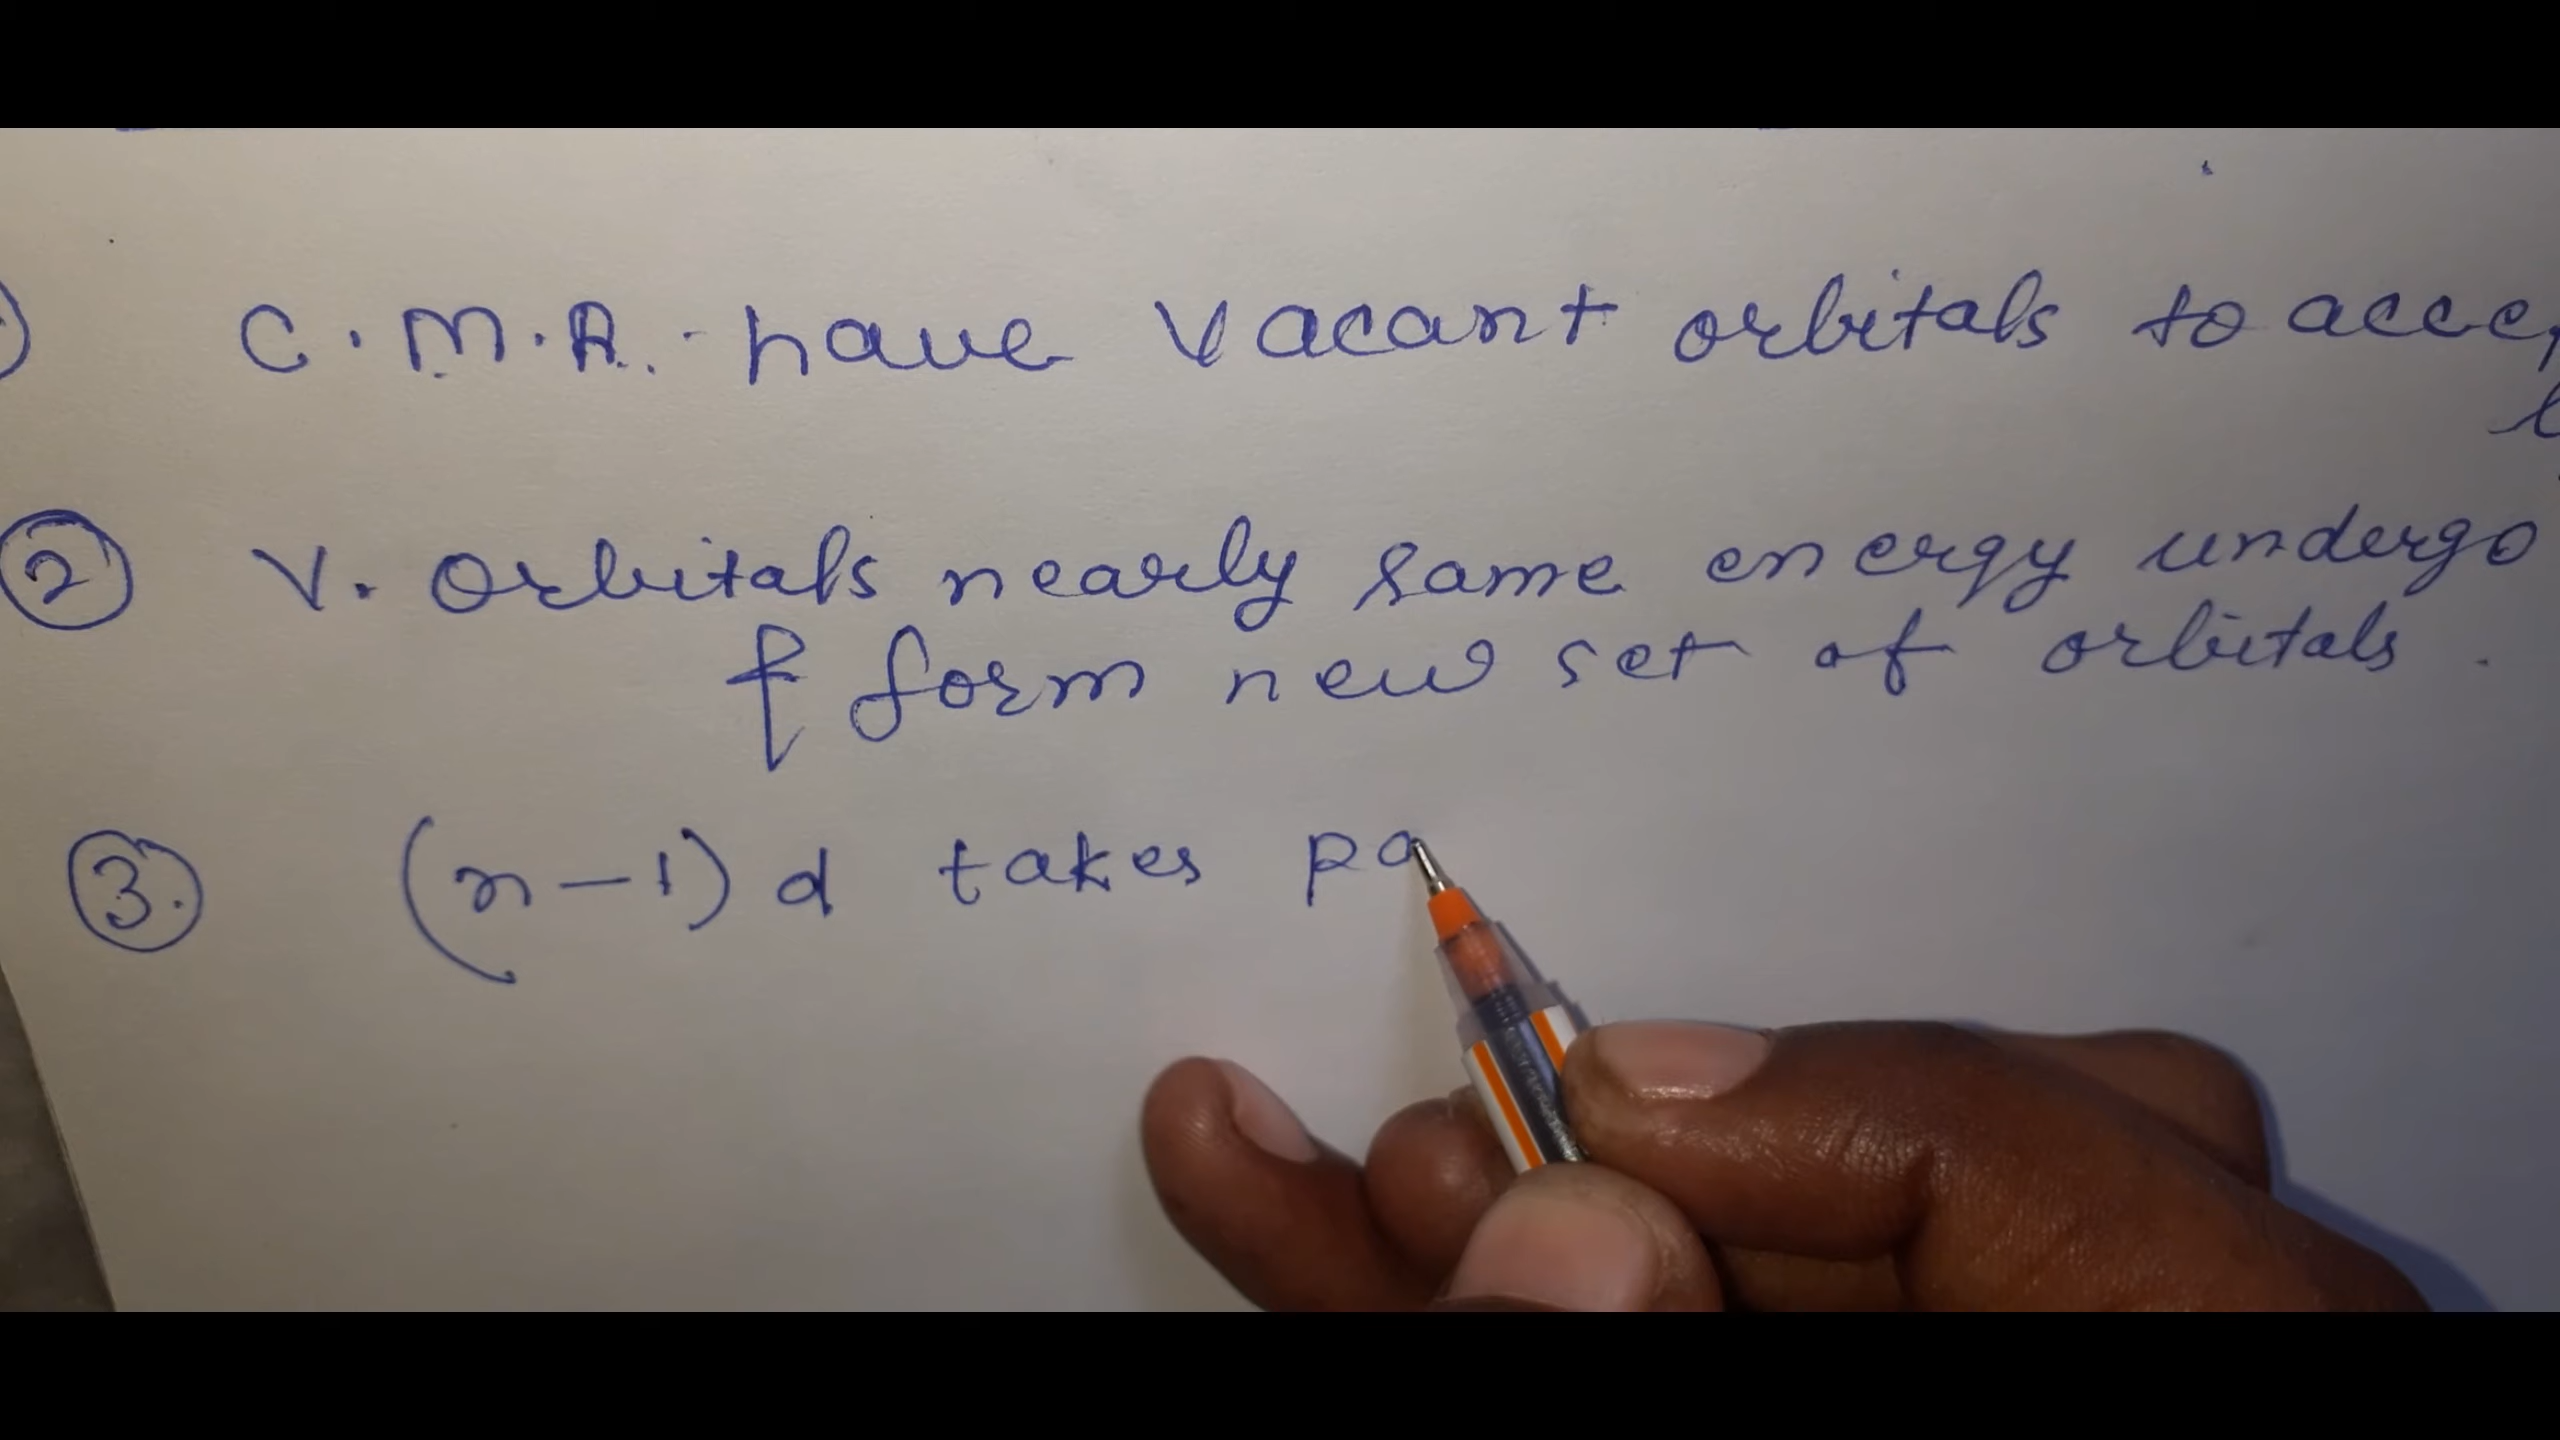 C.M.A. have vacant orbitals to accep
② V. orbitals nearly same energy undergo
& form new set of orbitals.
③. (n-1) d takes pa